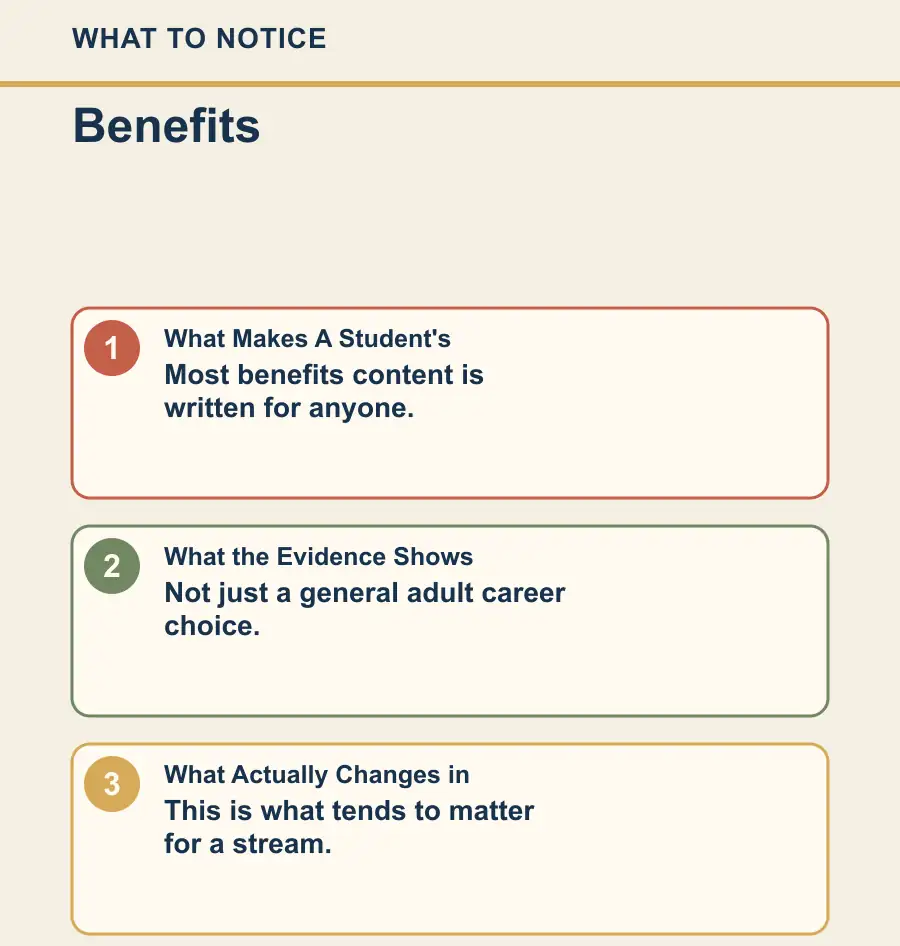 WHAT TO NOTICE
Benefits
1
What Makes A Student's
Most benefits content is
written for anyone.
2
What the Evidence Shows
Not just a general adult career
choice.
3
What Actually Changes in
This is what tends to matter
for a stream.